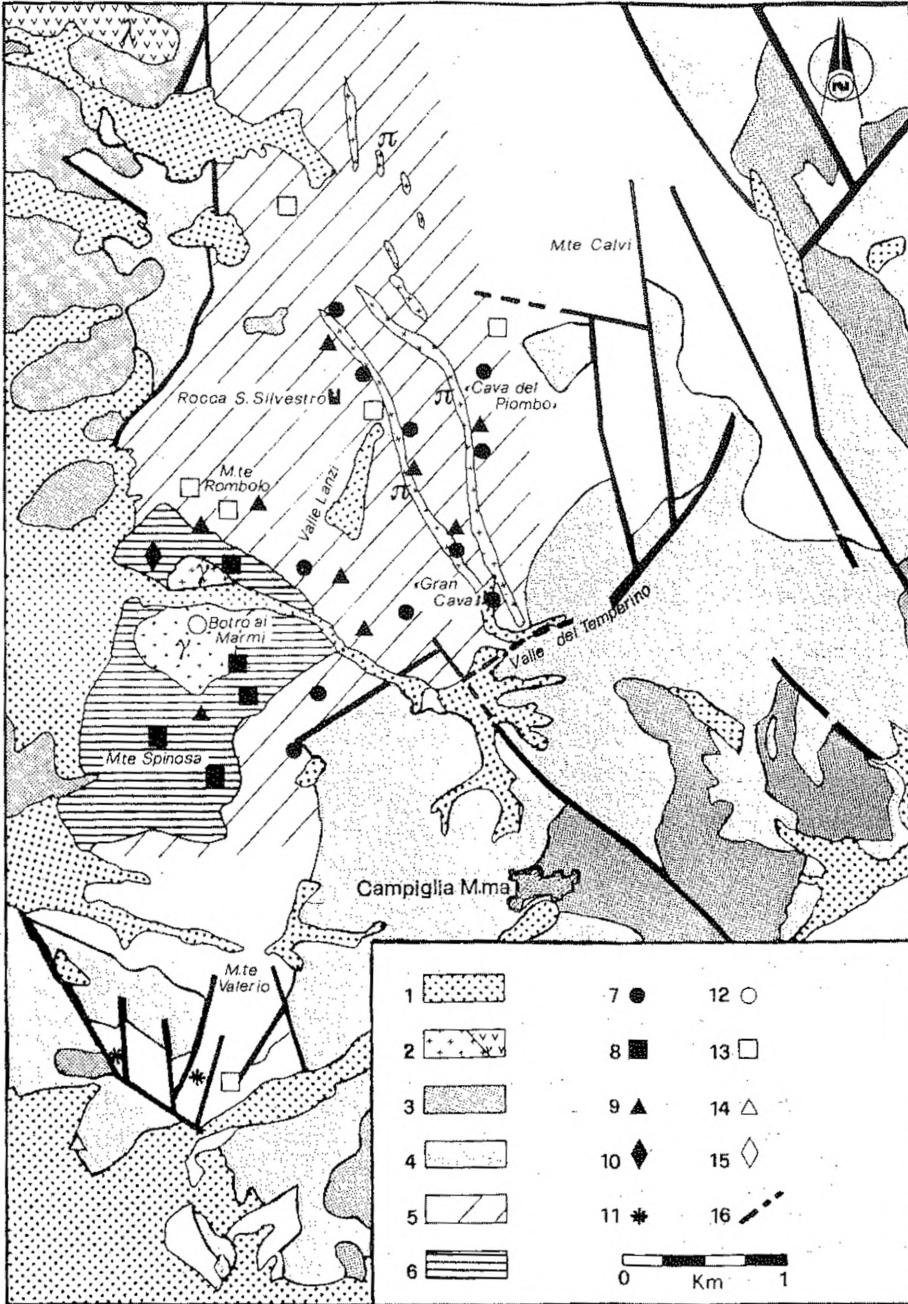 λ
N
π
M.te Calvi
Rocca S. Silvestro
π
"Cava del
Piombo"
M.te
Rombolo
Valle Lanzi
π
"Gran
Cava"
γ
Botro ai
Marmi
γ
Valle del Temperino
M.te Spinosa
Campiglia M.ma
M.te
Valerio
1
2
3
4
5
6
7
8
9
10
11
12
13
14
15
16
0 1
Km